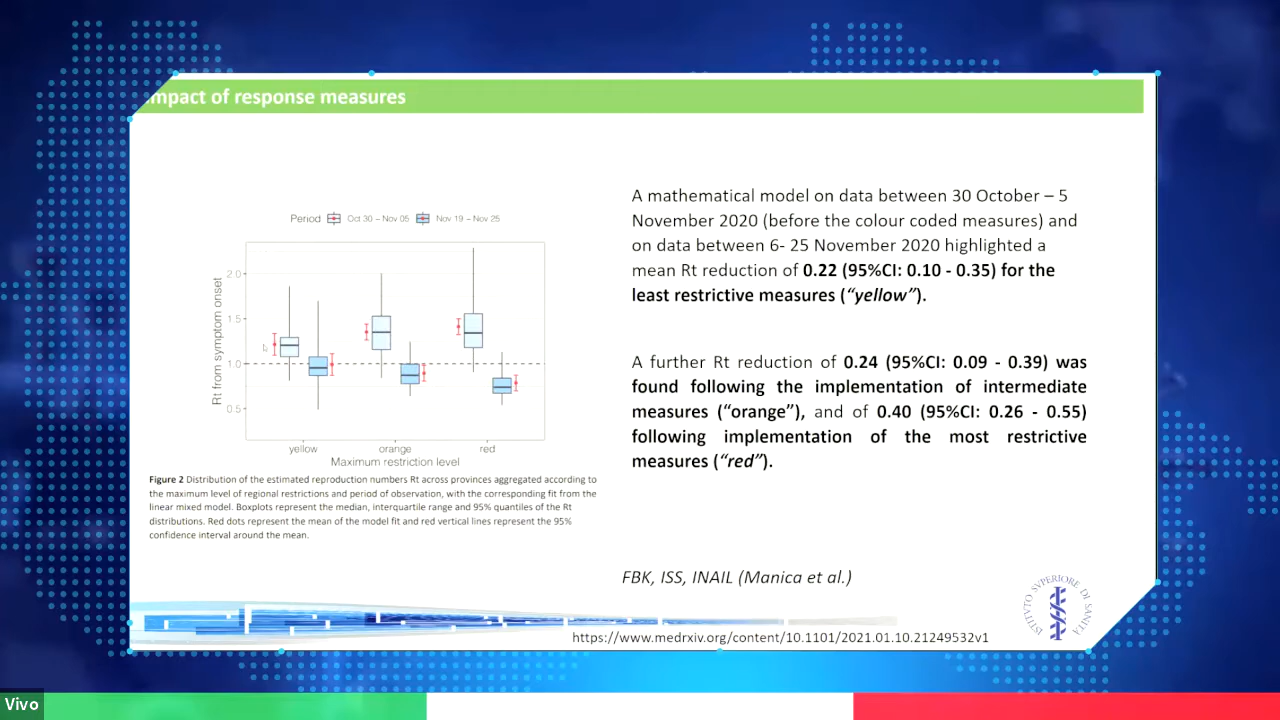 mpact of response measures
Period Oct 30 – Nov 05 Nov 19 – Nov 25
Rt from symptom onset
2.0
1.5
1.0
0.5
yellow orange red
Maximum restriction level
Figure 2 Distribution of the estimated reproduction numbers Rt across provinces aggregated according to
the maximum level of regional restrictions and period of observation, with the corresponding fit from the
linear mixed model. Boxplots represent the median, interquartile range and 95% quantiles of the Rt
distributions. Red dots represent the mean of the model fit and red vertical lines represent the 95%
confidence interval around the mean.
A mathematical model on data between 30 October – 5
November 2020 (before the colour coded measures) and
on data between 6- 25 November 2020 highlighted a
mean Rt reduction of 0.22 (95%CI: 0.10 - 0.35) for the
least restrictive measures (“yellow”).
A further Rt reduction of 0.24 (95%CI: 0.09 - 0.39) was
found following the implementation of intermediate
measures (“orange”), and of 0.40 (95%CI: 0.26 - 0.55)
following implementation of the most restrictive
measures (“red”).
FBK, ISS, INAIL (Manica et al.)
ISTITVTO SVPERIORE DI SANITÀ
https://www.medrxiv.org/content/10.1101/2021.01.10.21249532v1
Vivo